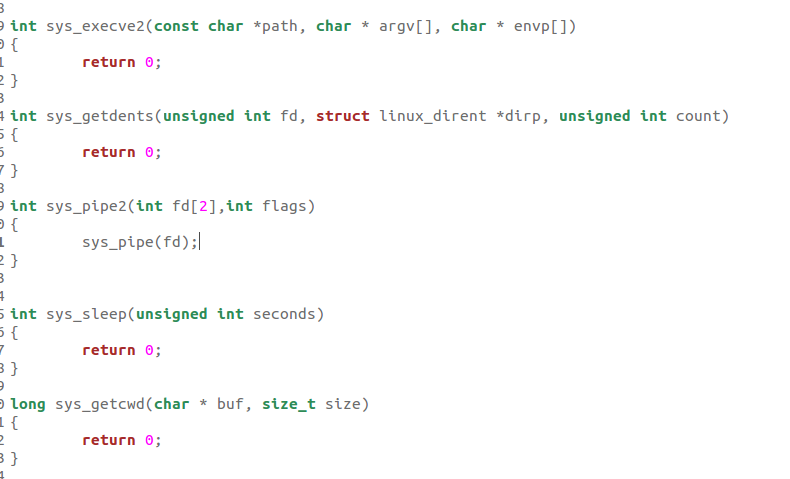 8
9 int sys_execve2(const char *path, char * argv[], char * envp[])
0 {
1         return 0;
2 }
3
4 int sys_getdents(unsigned int fd, struct linux_dirent *dirp, unsigned int count)
5 {
6         return 0;
7 }
8
9 int sys_pipe2(int fd[2],int flags)
0 {
1         sys_pipe(fd);
2 }
3
4
5 int sys_sleep(unsigned int seconds)
6 {
7         return 0;
8 }
9
0 long sys_getcwd(char * buf, size_t size)
1 {
2         return 0;
3 }
4